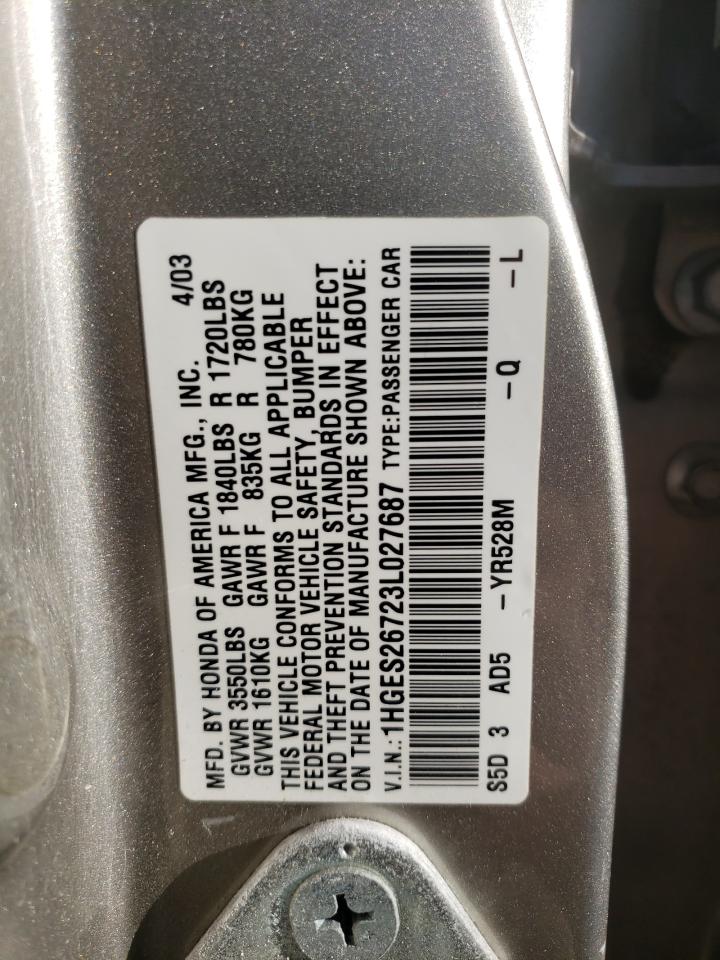 MFD. BY HONDA OF AMERICA MFG., INC. 4/03
GVWR 3550LBS GAWR F 1840LBS R 1720LBS
GVWR 1610KG GAWR F 835KG R 780KG
THIS VEHICLE CONFORMS TO ALL APPLICABLE
FEDERAL MOTOR VEHICLE SAFETY, BUMPER
AND THEFT PREVENTION STANDARDS IN EFFECT
ON THE DATE OF MANUFACTURE SHOWN ABOVE:
V.I.N.: 1HGES26723L027687 TYPE:PASSENGER CAR
S5D 3 AD5 -YR528M -Q -L